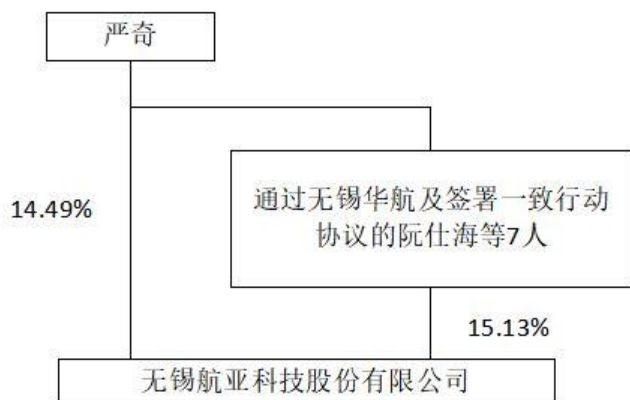 严奇
14.49%
通过无锡华航及签署一致行动
协议的阮仕海等7人
15.13%
无锡航亚科技股份有限公司